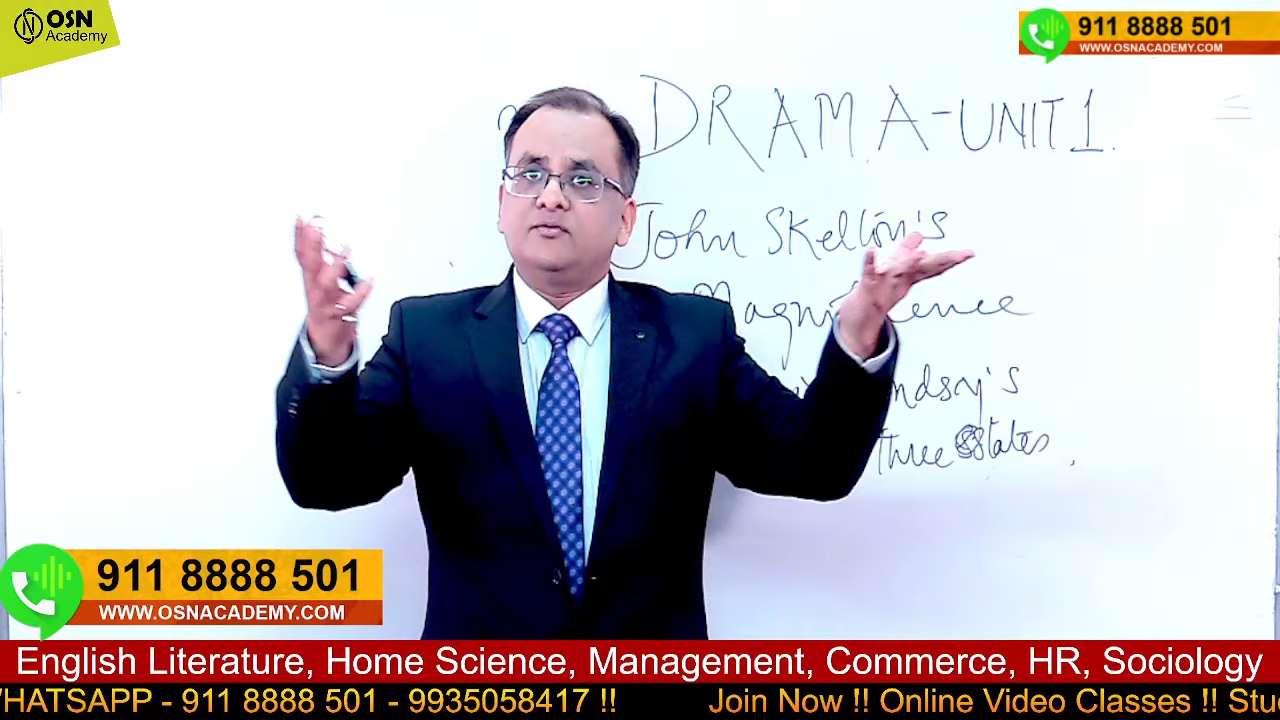 OSN
Academy
911 8888 501
WWW.OSNACADEMY.COM
DRAMA-UNIT 1.
John Skelton's
Three Estates.
911 8888 501
WWW.OSNACADEMY.COM
English Literature, Home Science, Management, Commerce, HR, Sociology
WHATSAPP - 911 8888 501 - 9935058417 !! Join Now !! Online Video Classes !!